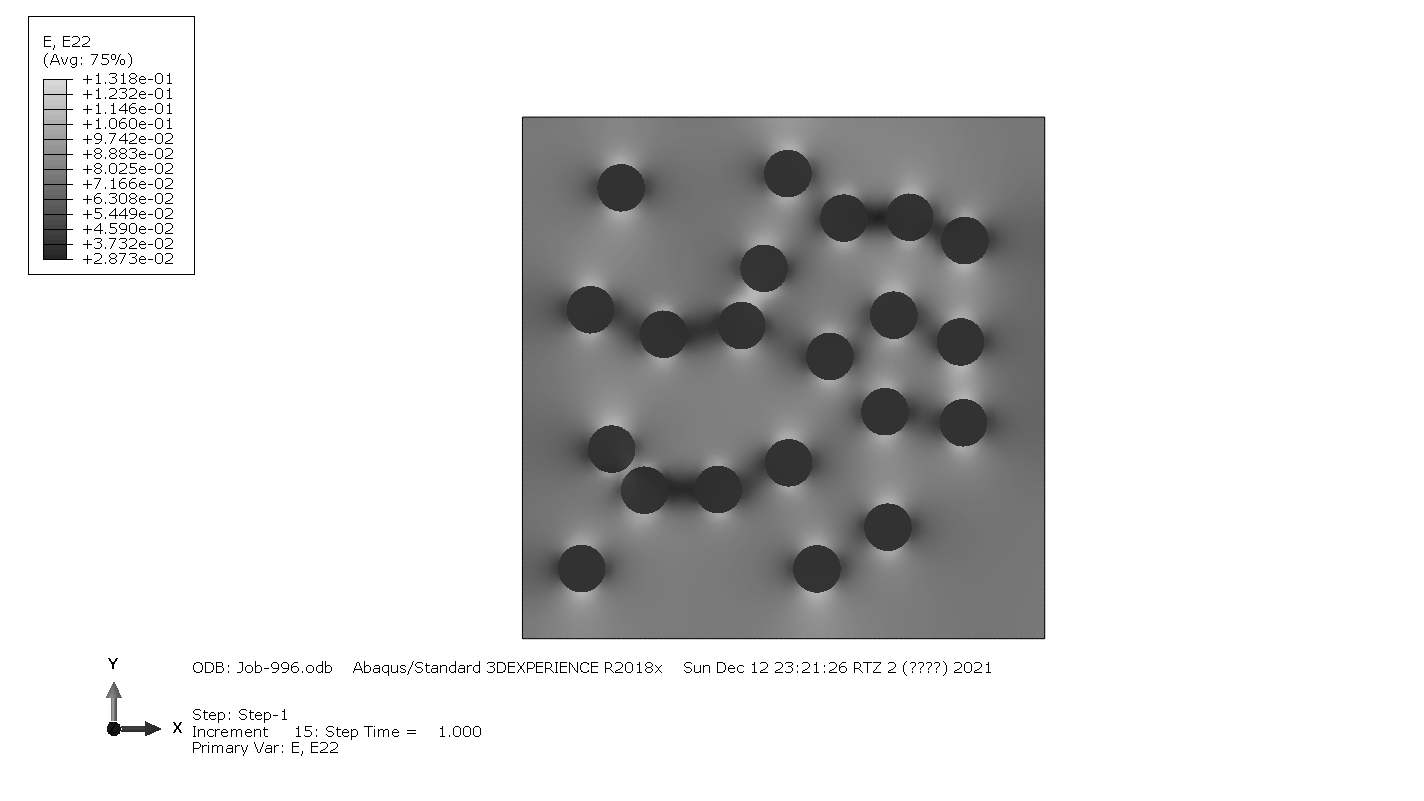 E, E22
(Avg: 75%)
+1.318e-01
+1.232e-01
+1.146e-01
+1.060e-01
+9.742e-02
+8.883e-02
+8.025e-02
+7.166e-02
+6.308e-02
+5.449e-02
+4.590e-02
+3.732e-02
+2.873e-02
Y
X
ODB: Job-996.odb Abaqus/Standard 3DEXPERIENCE R2018x Sun Dec 12 23:21:26 RTZ 2 (????) 2021
Step: Step-1
Increment 15: Step Time = 1.000
Primary Var: E, E22